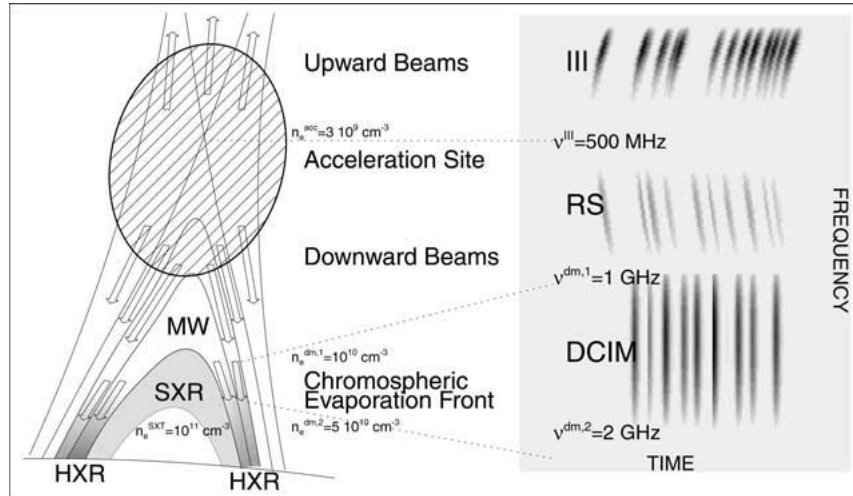 Upward Beams
n_e^acc=3 10^9 cm^-3
Acceleration Site
Downward Beams
MW
n_e^dm,1=10^10 cm^-3
Chromospheric
Evaporation Front
SXR
n_e^SXT=10^11 cm^-3
n_e^dm,2=5 10^10 cm^-3
HXR
HXR
III
ν^III=500 MHz
RS
ν^dm,1=1 GHz
DCIM
ν^dm,2=2 GHz
TIME
FREQUENCY